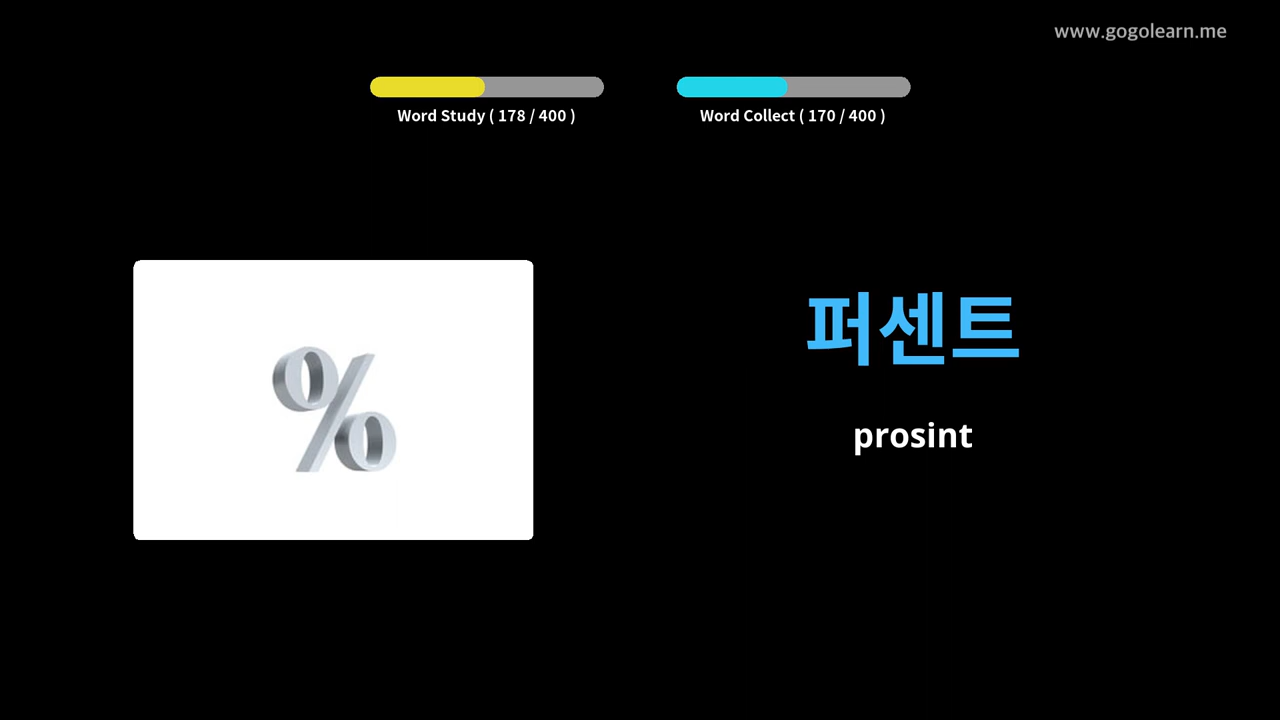 www.gogolearn.me
Word Study ( 178 / 400 )
Word Collect ( 170 / 400 )
%
퍼센트
prosint